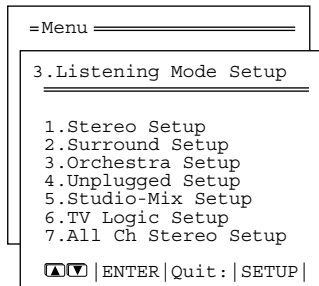 =Menu
3.Listening Mode Setup
1.Stereo Setup
2.Surround Setup
3.Orchestra Setup
4.Unplugged Setup
5.Studio-Mix Setup
6.TV Logic Setup
7.All Ch Stereo Setup
▲▼|ENTER|Quit:|SETUP|